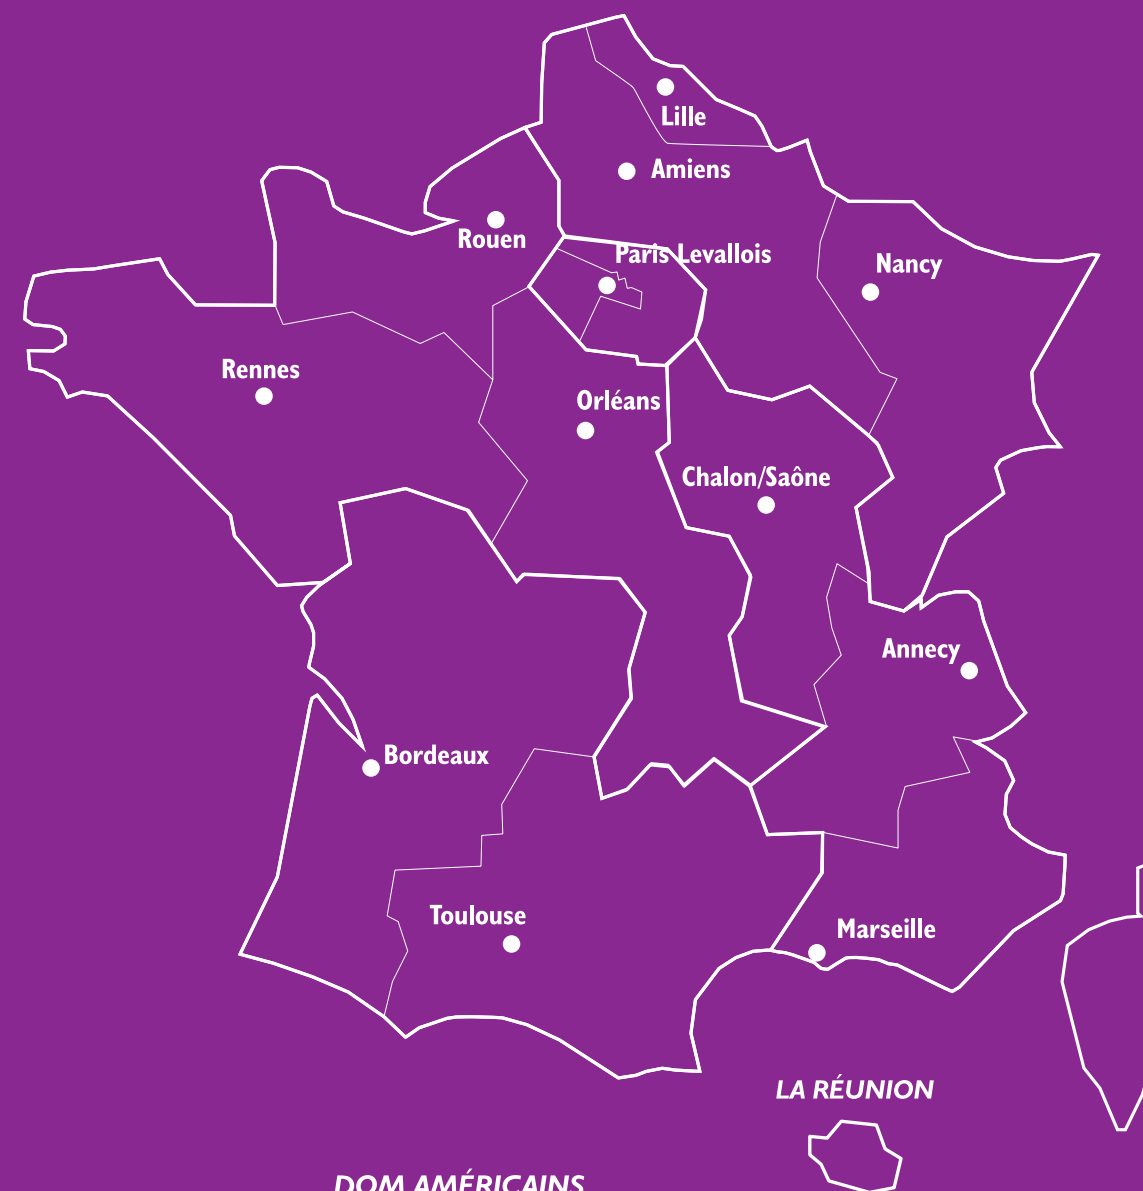 Lille
Amiens
Rouen
Paris Levallois
Nancy
Rennes
Orléans
Chalon/Saône
Annecy
Bordeaux
Toulouse
Marseille
LA RÉUNION
DOM AMÉRICAINS